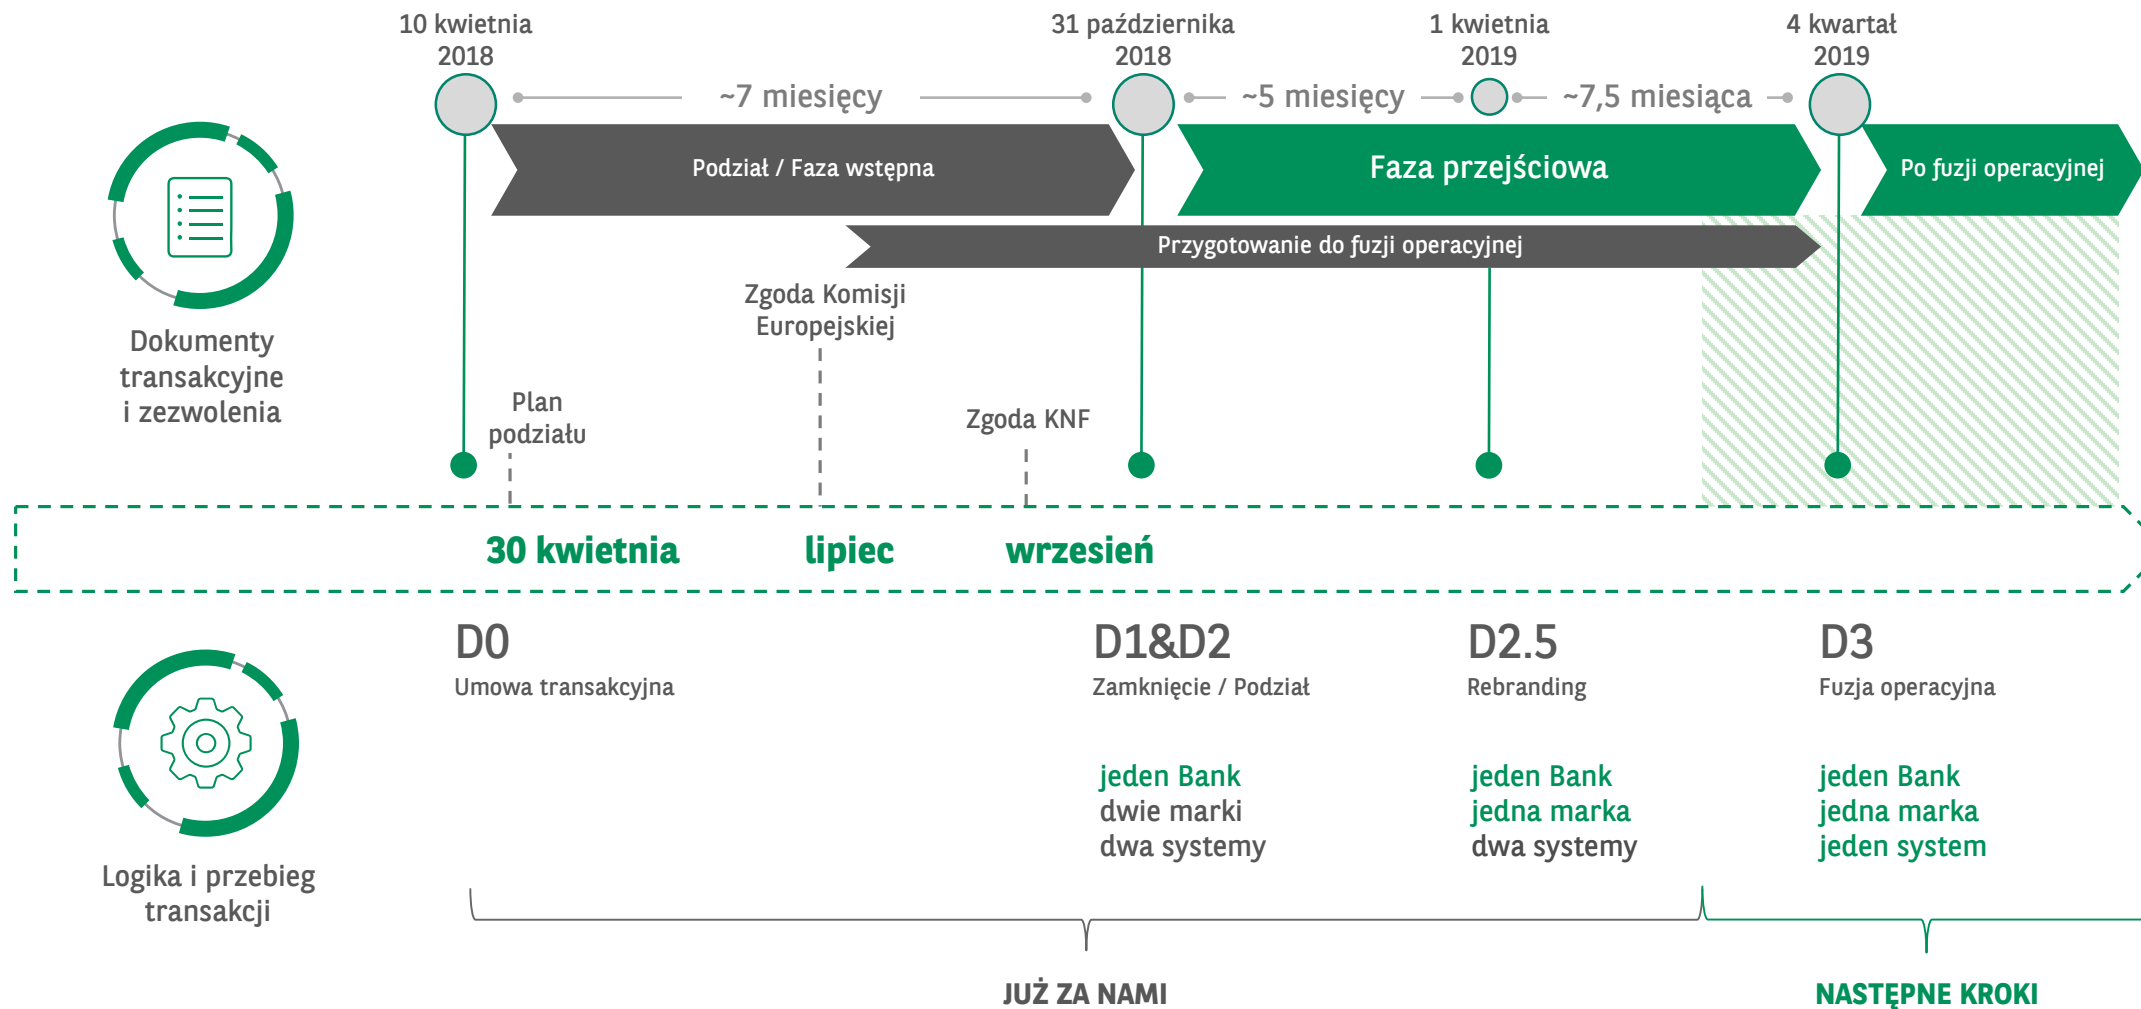 10 kwietnia
2018
31 października
2018
1 kwietnia
2019
4 kwartał
2019
~7 miesięcy
~5 miesięcy
~7,5 miesiąca
Podział / Faza wstępna
Faza przejściowa
Po fuzji operacyjnej
Przygotowanie do fuzji operacyjnej
Dokumenty
transakcyjne
i zezwolenia
Plan
podziału
Zgoda Komisji
Europejskiej
Zgoda KNF
30 kwietnia
lipiec
wrzesień
Logika i przebieg
transakcji
D0
Umowa transakcyjna
D1&D2
Zamknięcie / Podział
jeden Bank
dwie marki
dwa systemy
D2.5
Rebranding
jeden Bank
jedna marka
dwa systemy
D3
Fuzja operacyjna
jeden Bank
jedna marka
jeden system
JUŻ ZA NAMI
NASTĘPNE KROKI